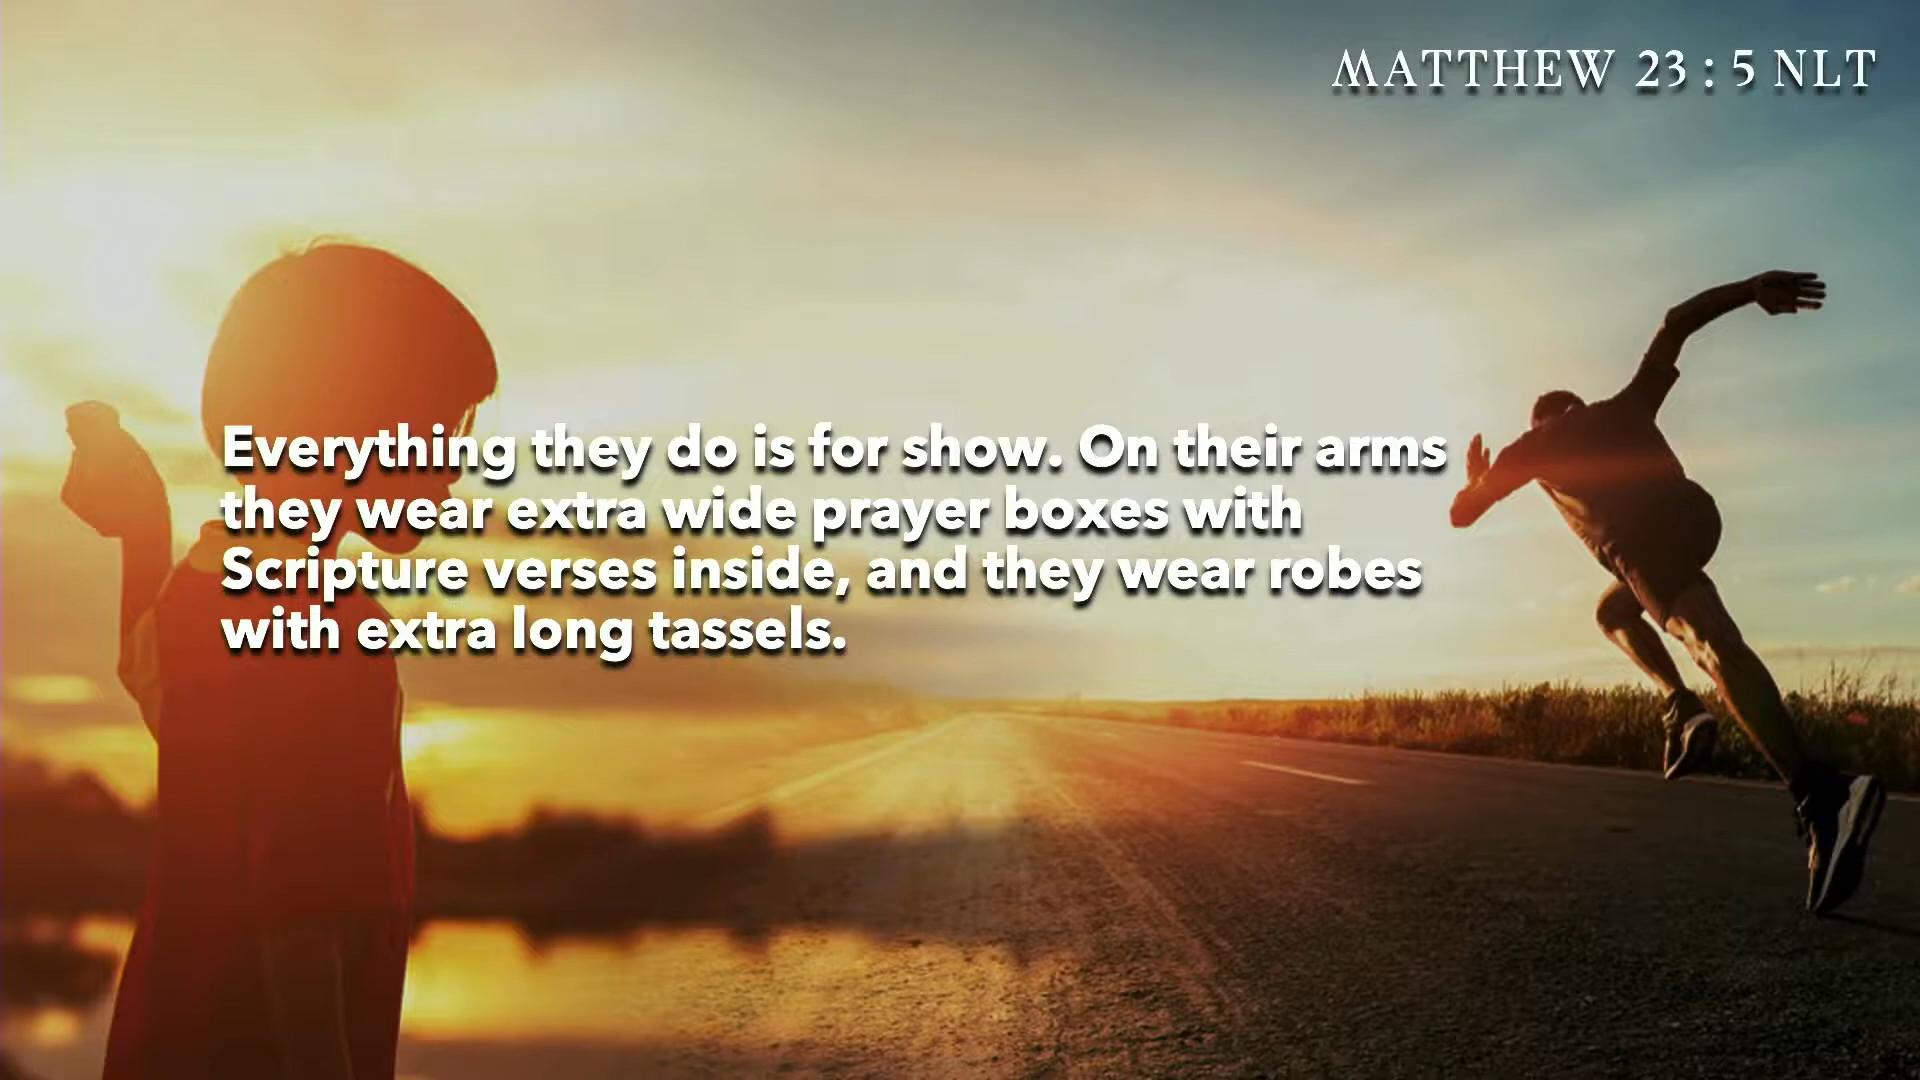 MATTHEW 23 : 5 NLT
Everything they do is for show. On their arms
they wear extra wide prayer boxes with
Scripture verses inside, and they wear robes
with extra long tassels.